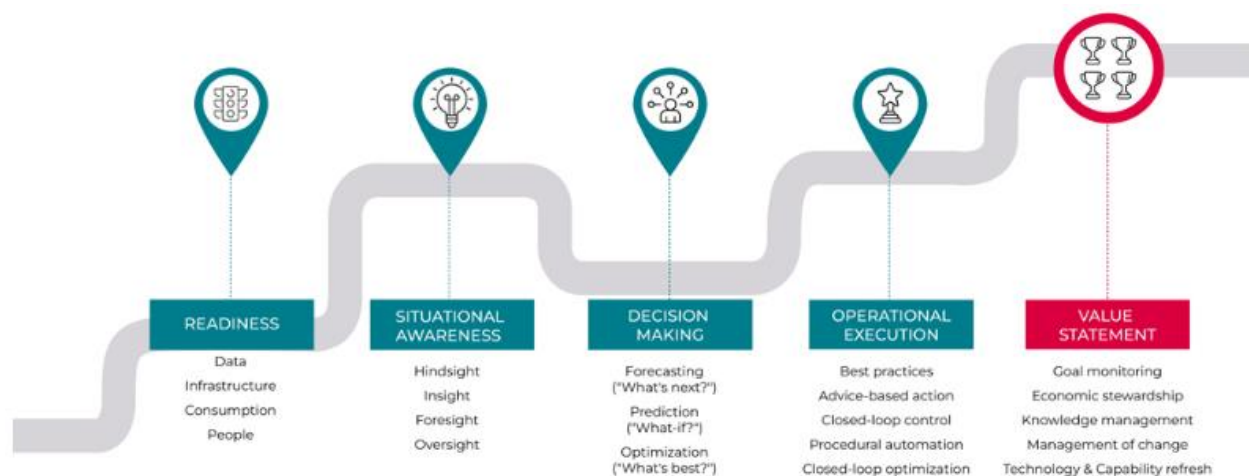 READINESS
Data
Infrastructure
Consumption
People
SITUATIONAL
AWARENESS
Hindsight
Insight
Foresight
Oversight
DECISION
MAKING
Forecasting
("What's next?")
Prediction
("What-if?")
Optimization
("What's best?")
OPERATIONAL
EXECUTION
Best practices
Advice-based action
Closed-loop control
Procedural automation
Closed-loop optimization
VALUE
STATEMENT
Goal monitoring
Economic stewardship
Knowledge management
Management of change
Technology & Capability refresh